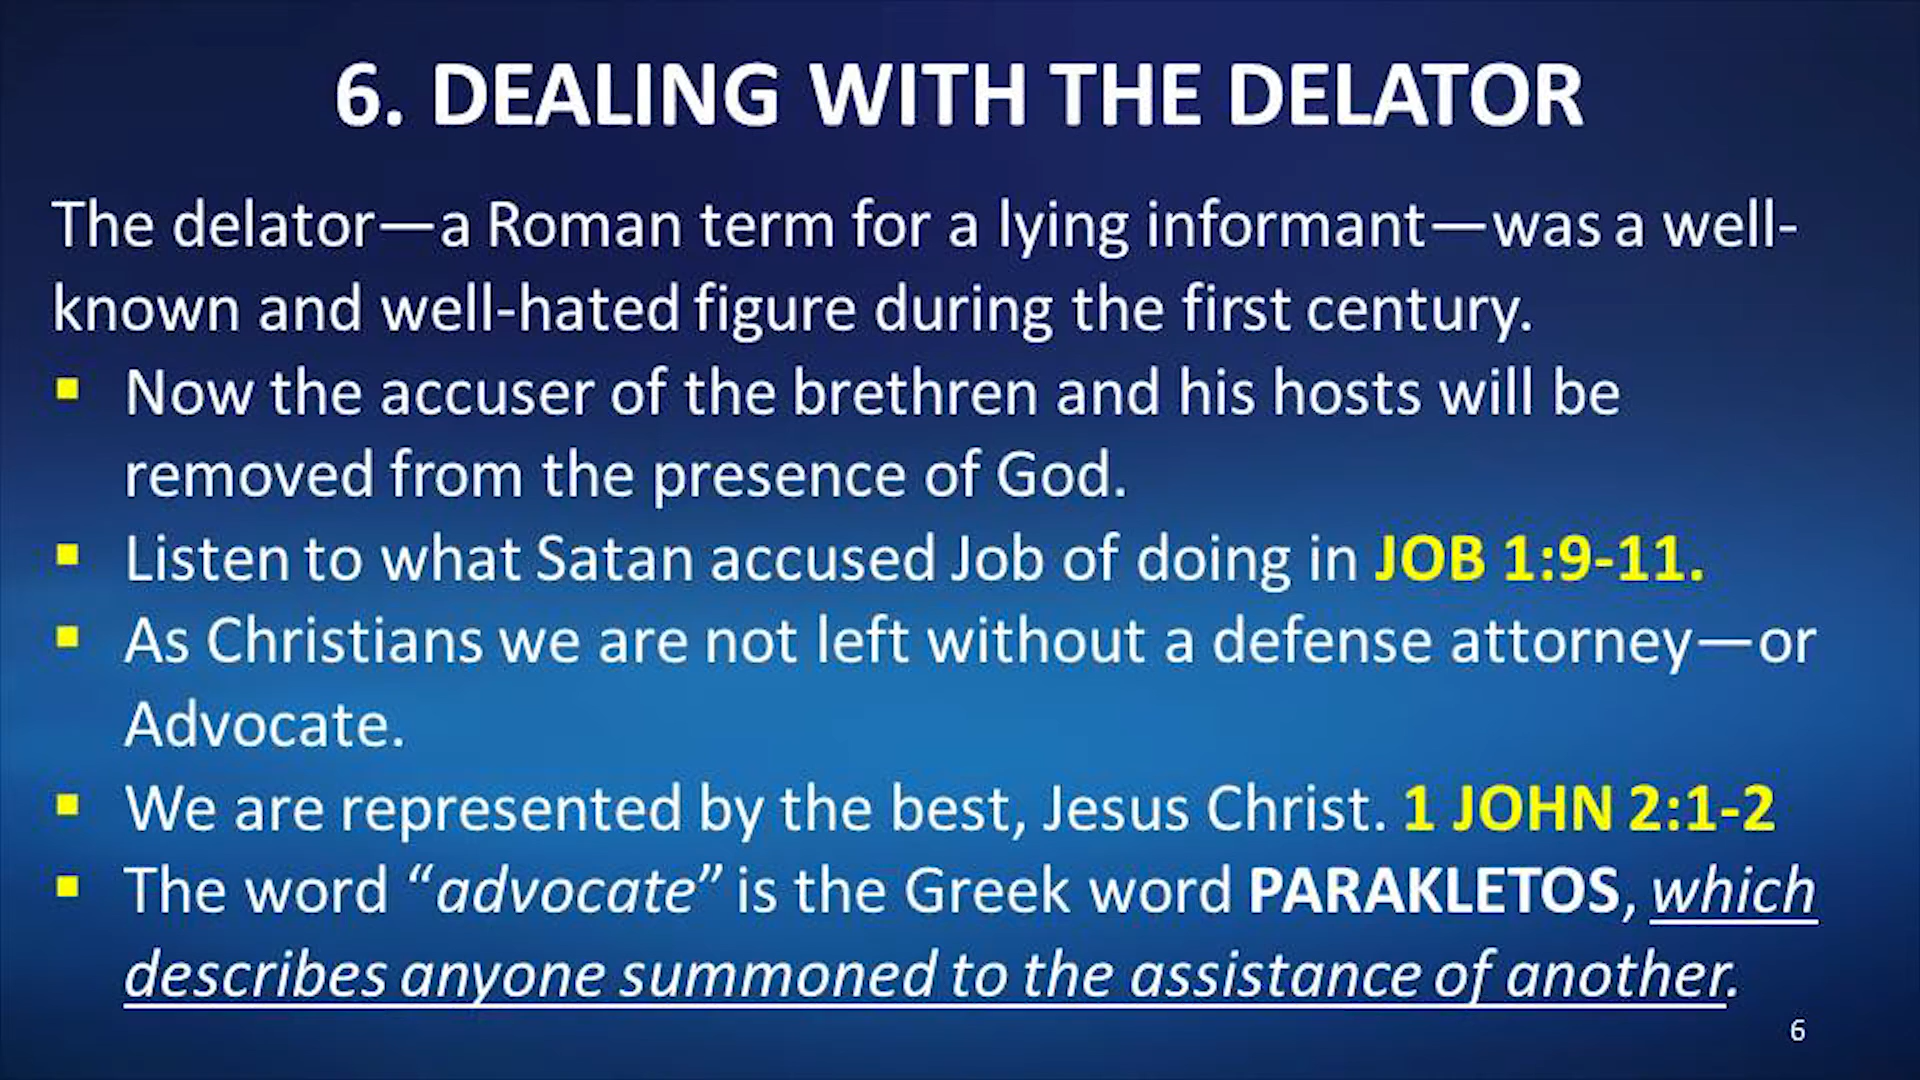 6. DEALING WITH THE DELATOR
The delator—a Roman term for a lying informant—was a well-
known and well-hated figure during the first century.
▪ Now the accuser of the brethren and his hosts will be
removed from the presence of God.
▪ Listen to what Satan accused Job of doing in JOB 1:9-11.
▪ As Christians we are not left without a defense attorney—or
Advocate.
▪ We are represented by the best, Jesus Christ. 1 JOHN 2:1-2
▪ The word “advocate” is the Greek word PARAKLETOS, which
describes anyone summoned to the assistance of another.
6